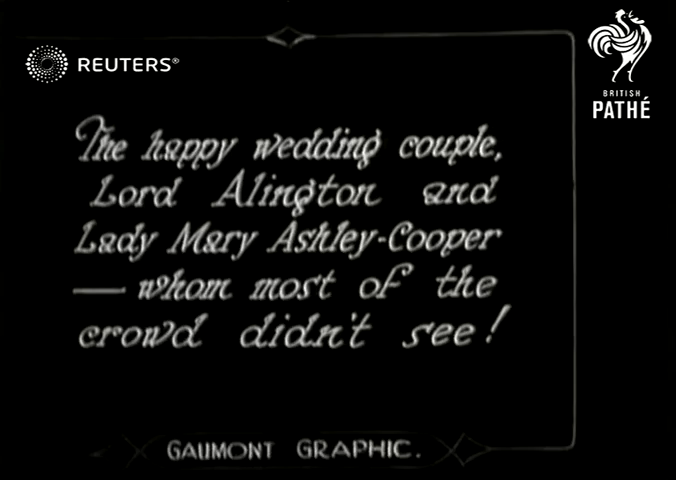 REUTERS®
BRITISH
PATHÉ
The happy wedding couple,
Lord Alington and
Lady Mary Ashley-Cooper
— whom most of the
crowd didn't see!
GAUMONT GRAPHIC.